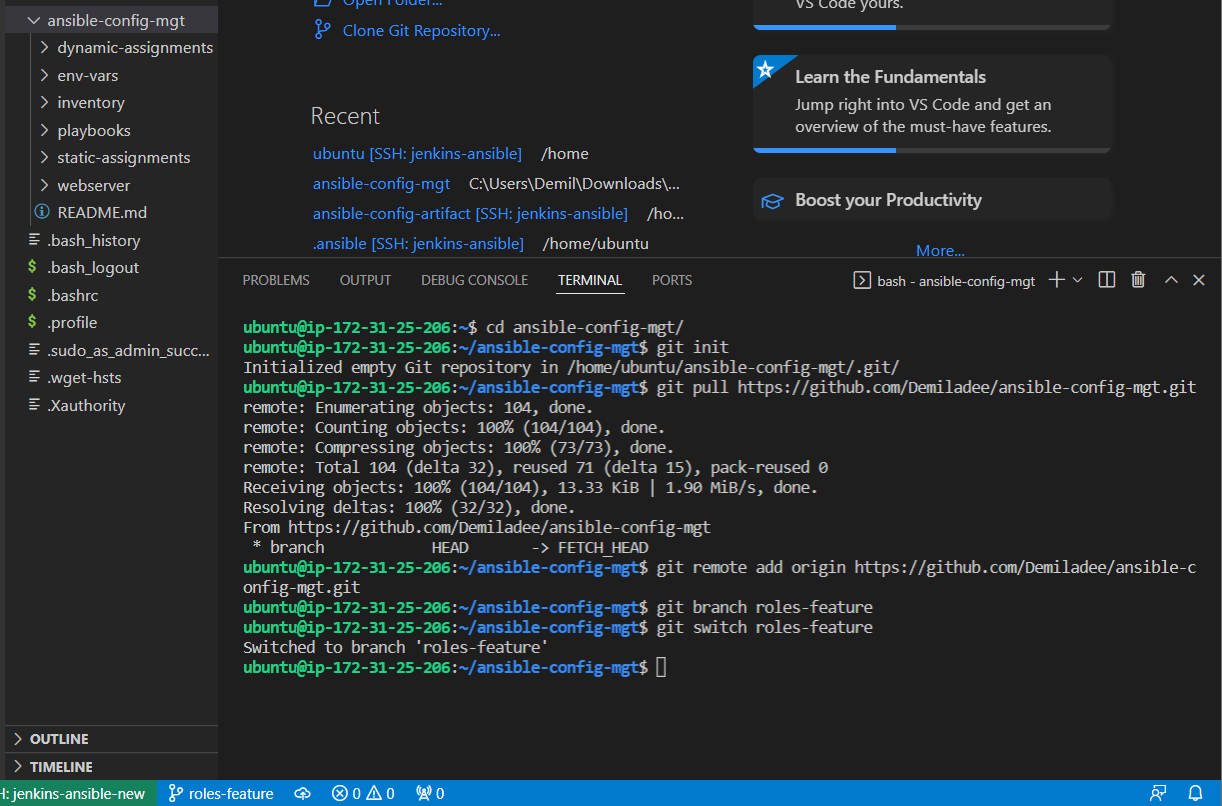 ansible-config-mgt
dynamic-assignments
env-vars
inventory
playbooks
static-assignments
webserver
README.md
.bash_history
.bash_logout
.bashrc
.profile
.sudo_as_admin_succ...
.wget-hsts
.Xauthority
OUTLINE
TIMELINE
Open Folder...
Clone Git Repository...
Recent
ubuntu [SSH: jenkins-ansible] /home
ansible-config-mgt C:\Users\Demil\Downloads\...
ansible-config-artifact [SSH: jenkins-ansible] /ho...
.ansible [SSH: jenkins-ansible] /home/ubuntu
VS Code yours.
Learn the Fundamentals
Jump right into VS Code and get an
overview of the must-have features.
Boost your Productivity
More...
PROBLEMS OUTPUT DEBUG CONSOLE TERMINAL PORTS bash - ansible-config-mgt
ubuntu@ip-172-31-25-206:~$ cd ansible-config-mgt/
ubuntu@ip-172-31-25-206:~/ansible-config-mgt$ git init
Initialized empty Git repository in /home/ubuntu/ansible-config-mgt/.git/
ubuntu@ip-172-31-25-206:~/ansible-config-mgt$ git pull https://github.com/Demiladee/ansible-config-mgt.git
remote: Enumerating objects: 104, done.
remote: Counting objects: 100% (104/104), done.
remote: Compressing objects: 100% (73/73), done.
remote: Total 104 (delta 32), reused 71 (delta 15), pack-reused 0
Receiving objects: 100% (104/104), 13.33 KiB | 1.90 MiB/s, done.
Resolving deltas: 100% (32/32), done.
From https://github.com/Demiladee/ansible-config-mgt
* branch HEAD -> FETCH_HEAD
ubuntu@ip-172-31-25-206:~/ansible-config-mgt$ git remote add origin https://github.com/Demiladee/ansible-c
onfig-mgt.git
ubuntu@ip-172-31-25-206:~/ansible-config-mgt$ git branch roles-feature
ubuntu@ip-172-31-25-206:~/ansible-config-mgt$ git switch roles-feature
Switched to branch 'roles-feature'
ubuntu@ip-172-31-25-206:~/ansible-config-mgt$
H: jenkins-ansible-new roles-feature 0 0 0